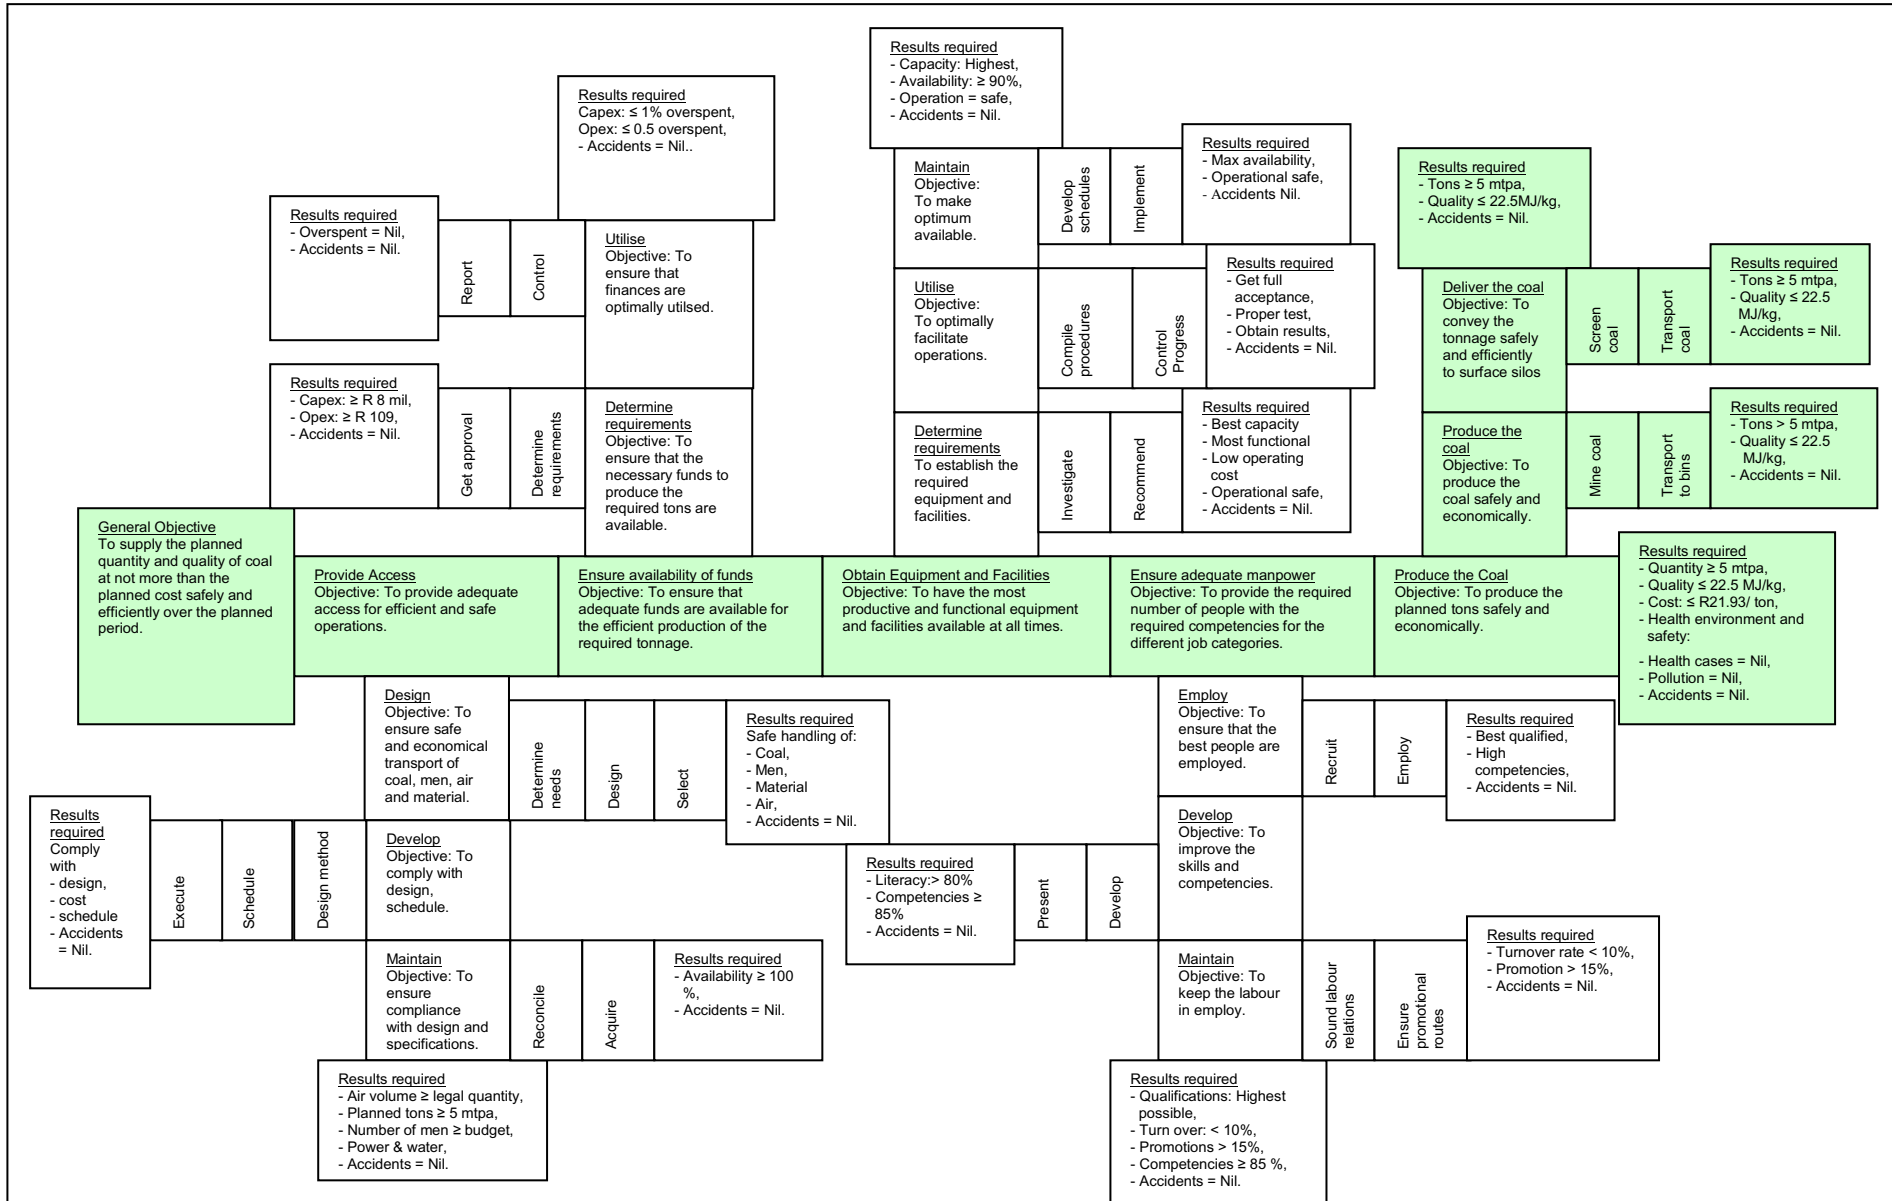 Results required
- Capacity: Highest,
- Availability: ≥ 90%,
- Operation = safe,
- Accidents = Nil.
Results required
Capex: ≤ 1% overspent,
Opex: ≤ 0.5 overspent,
- Accidents = Nil..
Results required
- Max availability,
- Operational safe,
- Accidents Nil.
Results required
- Tons ≥ 5 mtpa,
- Quality ≤ 22.5MJ/kg,
- Accidents = Nil.
Maintain
Objective:
To make
optimum
available.
Develop
schedules
Implement
Results required
- Overspent = Nil,
- Accidents = Nil.
Report
Control
Utilise
Objective: To
ensure that
finances are
optimally utilsed.
Utilise
Objective:
To optimally
facilitate
operations.
Compile
procedures
Control
Progress
Results required
- Get full
acceptance,
- Proper test,
- Obtain results,
- Accidents = Nil.
Deliver the coal
Objective: To
convey the
tonnage safely
and efficiently
to surface silos
Screen
coal
Transport
coal
Results required
- Tons ≥ 5 mtpa,
- Quality ≤ 22.5
MJ/kg,
- Accidents = Nil.
Results required
- Capex: ≥ R 8 mil,
- Opex: ≥ R 109,
- Accidents = Nil.
Get approval
Determine
requirements
Determine
requirements
Objective: To
ensure that the
necessary funds to
produce the
required tons are
available.
Determine
requirements
To establish the
required
equipment and
facilities.
Investigate
Recommend
Results required
- Best capacity
- Most functional
- Low operating
cost
- Operational safe,
- Accidents = Nil.
Produce the
coal
Objective: To
produce the
coal safely and
economically.
Mine coal
Transport
to bins
Results required
- Tons > 5 mtpa,
- Quality ≤ 22.5
MJ/kg,
- Accidents = Nil.
General Objective
To supply the planned
quantity and quality of coal
at not more than the
planned cost safely and
efficiently over the planned
period.
Provide Access
Objective: To provide adequate
access for efficient and safe
operations.
Ensure availability of funds
Objective: To ensure that
adequate funds are available for
the efficient production of the
required tonnage.
Obtain Equipment and Facilities
Objective: To have the most
productive and functional equipment
and facilities available at all times.
Ensure adequate manpower
Objective: To provide the required
number of people with the
required competencies for the
different job categories.
Produce the Coal
Objective: To produce the
planned tons safely and
economically.
Results required
- Quantity ≥ 5 mtpa,
- Quality ≤ 22.5 MJ/kg,
- Cost: ≤ R21.93/ ton,
- Health environment and
safety:
- Health cases = Nil,
- Pollution = Nil,
- Accidents = Nil.
Design
Objective: To
ensure safe
and economical
transport of
coal, men, air
and material.
Determine
needs
Design
Select
Results required
Safe handling of:
- Coal,
- Men,
- Material
- Air,
- Accidents = Nil.
Employ
Objective: To
ensure that the
best people are
employed.
Recruit
Employ
Results required
- Best qualified,
- High
competencies,
- Accidents = Nil.
Results
required
Comply
with
- design,
- cost
- schedule
- Accidents
= Nil.
Execute
Schedule
Design method
Develop
Objective: To
comply with
design,
schedule.
Results required
- Literacy:> 80%
- Competencies ≥
85%
- Accidents = Nil.
Present
Develop
Develop
Objective: To
improve the
skills and
competencies.
Maintain
Objective: To
ensure
compliance
with design and
specifications.
Reconcile
Acquire
Results required
- Availability ≥ 100
%,
- Accidents = Nil.
Maintain
Objective: To
keep the labour
in employ.
Sound labour
relations
Ensure
promotional
routes
Results required
- Turnover rate < 10%,
- Promotion > 15%,
- Accidents = Nil.
Results required
- Air volume ≥ legal quantity,
- Planned tons ≥ 5 mtpa,
- Number of men ≥ budget,
- Power & water,
- Accidents = Nil.
Results required
- Qualifications: Highest
possible,
- Turn over: < 10%,
- Promotions > 15%,
- Competencies ≥ 85 %,
- Accidents = Nil.